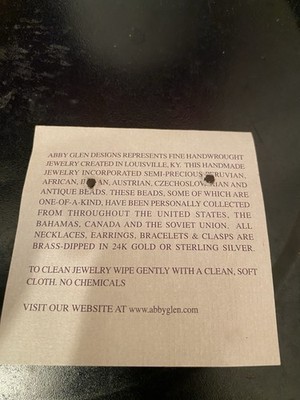 ABBY GLEN DESIGNS REPRESENTS FINE HANDWROUGHT
JEWELRY CREATED IN LOUISVILLE, KY. THIS HANDMADE
JEWELRY INCORPORATED SEMI-PRECIOUS
AFRICAN, AUSTRIAN, CZECHOSLOVAKIAN AND
ANTIQUE BEADS. THESE BEADS, SOME OF WHICH ARE
ONE-OF-A-KIND, HAVE BEEN PERSONALLY COLLECTED
FROM THROUGHOUT THE UNITED STATES, THE
BAHAMAS, CANADA AND THE SOVIET UNION. ALL
NECKLACES, EARRINGS, BRACELETS & CLASPS ARE
BRASS-DIPPED IN 24K GOLD OR STERLING SILVER.
TO CLEAN JEWELRY WIPE GENTLY WITH A CLEAN, SOFT
CLOTH. NO CHEMICALS
VISIT OUR WEBSITE AT www.abbyglen.com